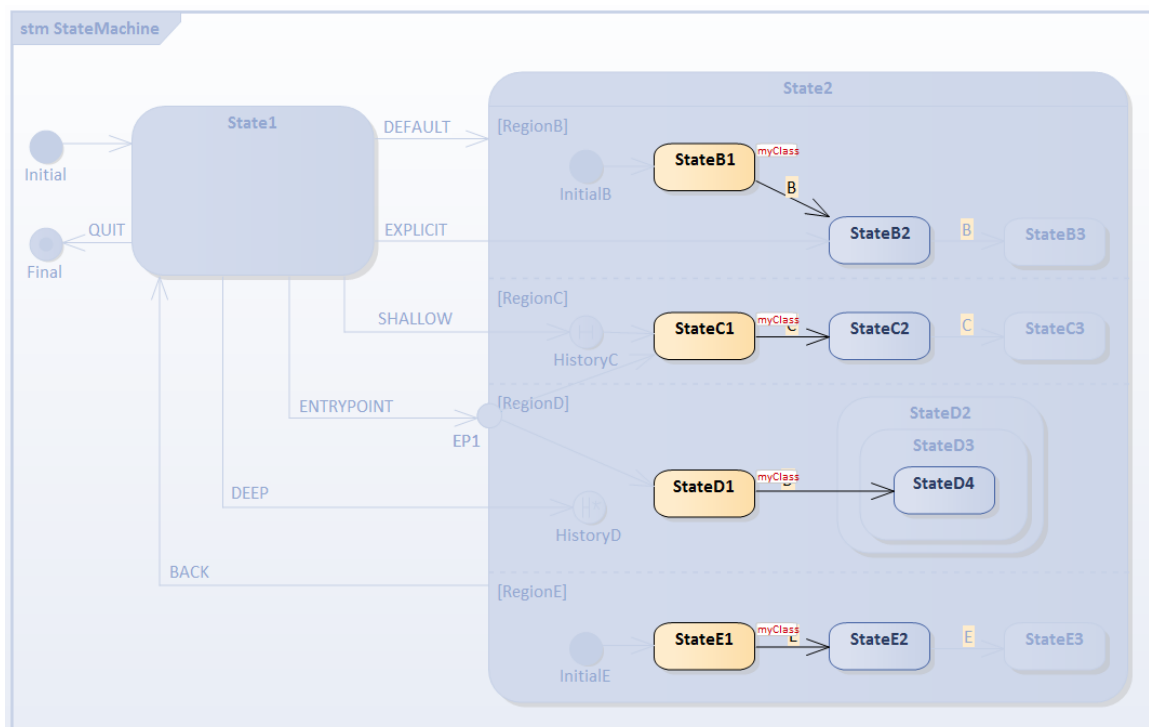 stm StateMachine
State2
State1
DEFAULT
[RegionB]
Initial
InitialB
StateB1
myClass
B
QUIT
EXPLICIT
StateB2
B
StateB3
Final
[RegionC]
SHALLOW
HistoryC
StateC1
myClass
StateC2
C
StateC3
ENTRYPOINT
EP1
[RegionD]
StateD2
StateD3
StateD1
myClass
StateD4
DEEP
HistoryD
BACK
[RegionE]
InitialE
StateE1
myClass
StateE2
E
StateE3